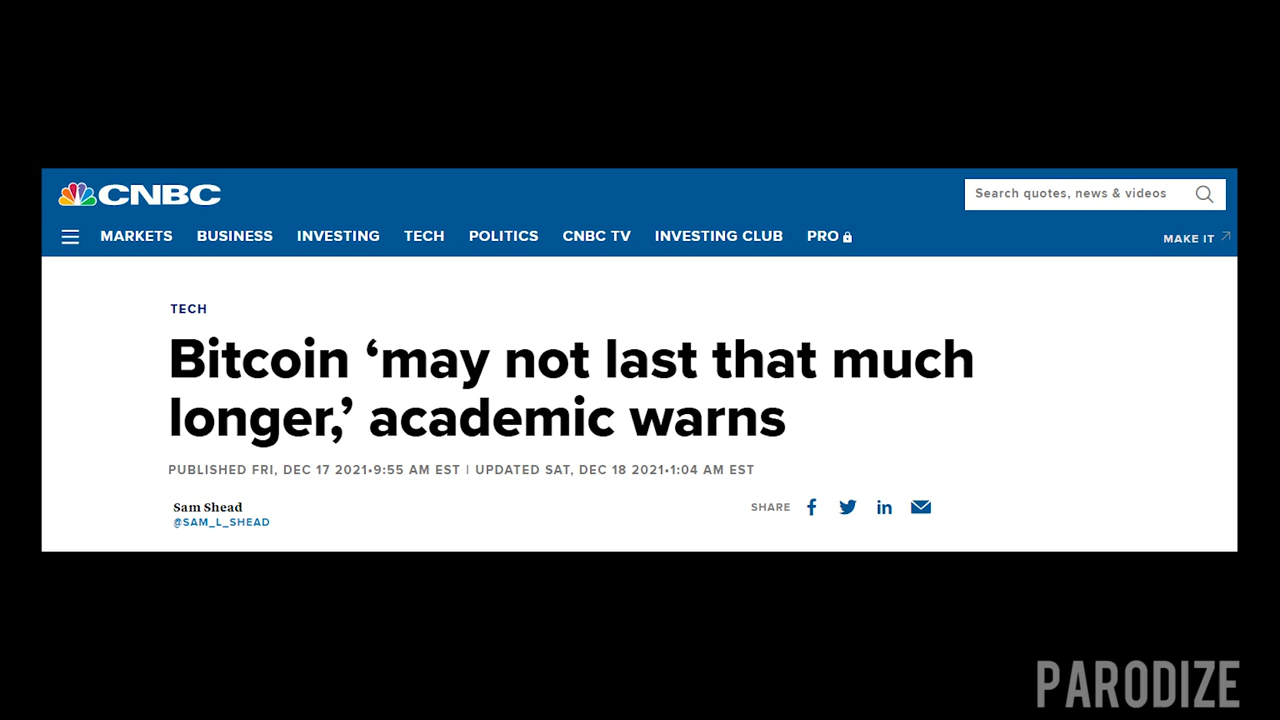 CNBC
Search quotes, news & videos
MARKETS BUSINESS INVESTING TECH POLITICS CNBC TV INVESTING CLUB PRO
MAKE IT
TECH
Bitcoin ‘may not last that much
longer,’ academic warns
PUBLISHED FRI, DEC 17 2021•9:55 AM EST | UPDATED SAT, DEC 18 2021•1:04 AM EST
Sam Shead
@SAM_L_SHEAD
SHARE
PARODIZE